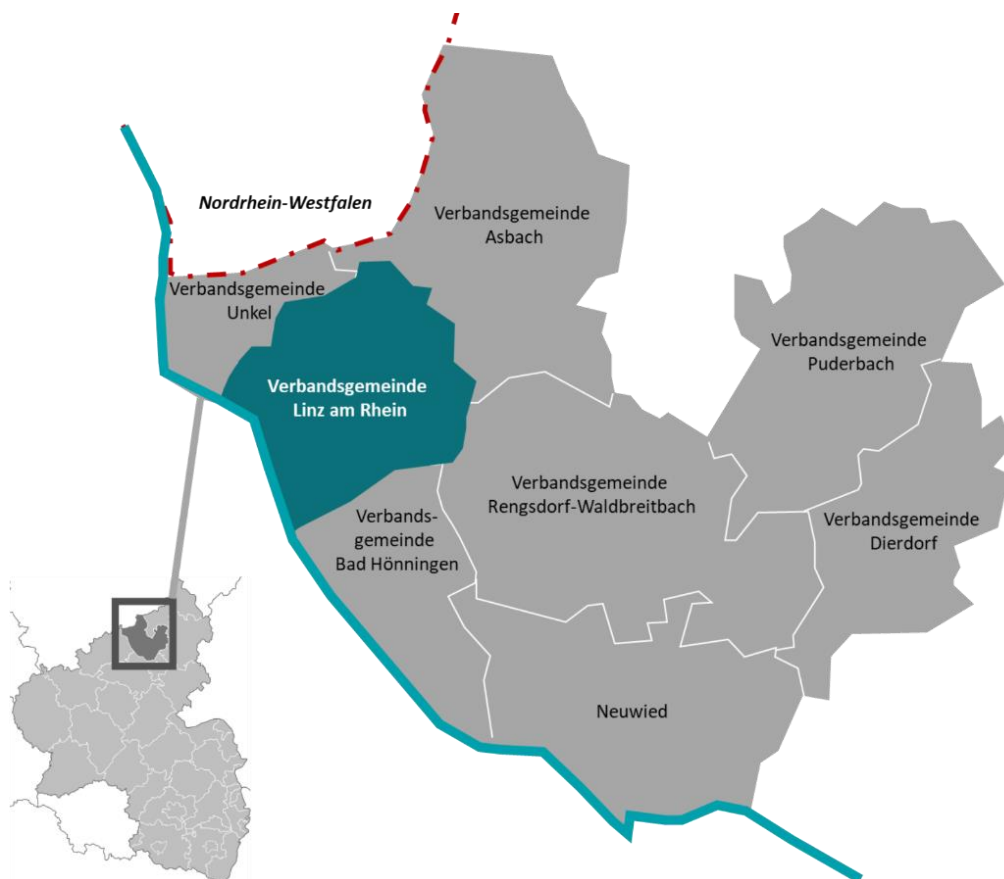 Nordrhein-Westfalen
Verbandsgemeinde
Asbach
Verbandsgemeinde
Unkel
Verbandsgemeinde
Puderbach
Verbandsgemeinde
Linz am Rhein
Verbandsgemeinde
Rengsdorf-Waldbreitbach
Verbands-
gemeinde
Bad Hönningen
Verbandsgemeinde
Dierdorf
Neuwied